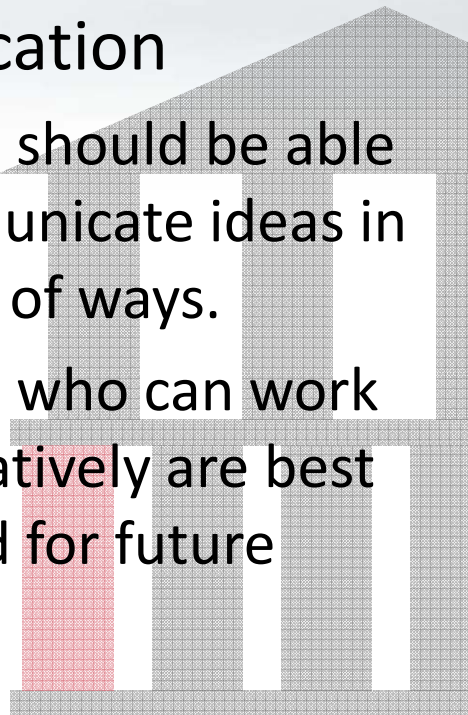 cation
should be able
unicate ideas in
of ways.
who can work
atively are best
d for future